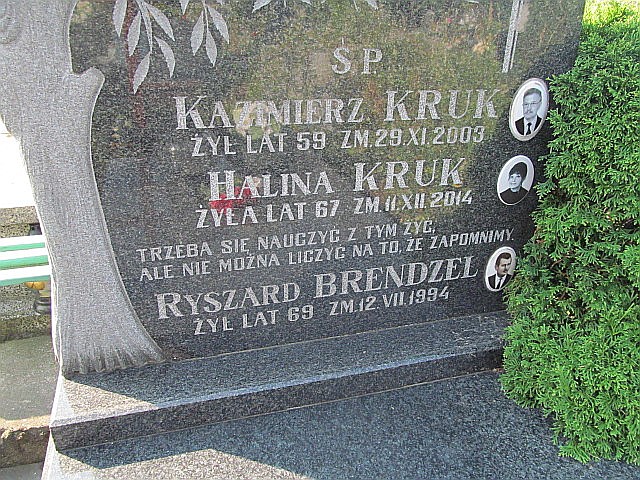 Ś.P.
KAZIMIERZ KRUK
ŻYŁ LAT 59 ZM.29.XI.2003
HALINA KRUK
ŻYŁA LAT 67 ZM 11 XII 2014
TRZEBA SIĘ NAUCZYĆ Z TYM ŻYĆ,
ALE NIE MOŻNA LICZYĆ NA TO, ŻE ZAPOMNIMY
RYSZARD BRENDZEL
ŻYŁ LAT 69 ZM.12 VII.1994